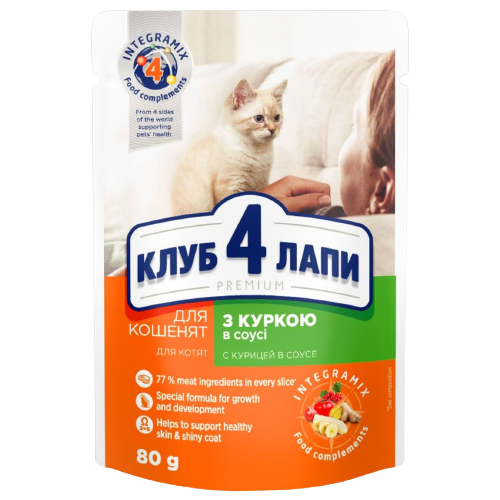 INTEGRAMIX
4
Food complements
From 4 sides
of the world
supporting
pets' health
КЛУБ 4 ЛАПИ
PREMIUM
ДЛЯ
КОШЕНЯТ
ДЛЯ КОТЯТ
З КУРКОЮ
в соусі
С КУРИЦЕЙ В СОУСЕ
77 % meat ingredients in every slice*
Special formula for growth
and development
Helps to support healthy
skin & shiny coat
80 g
INTEGRAMIX
Food complements
*See composition